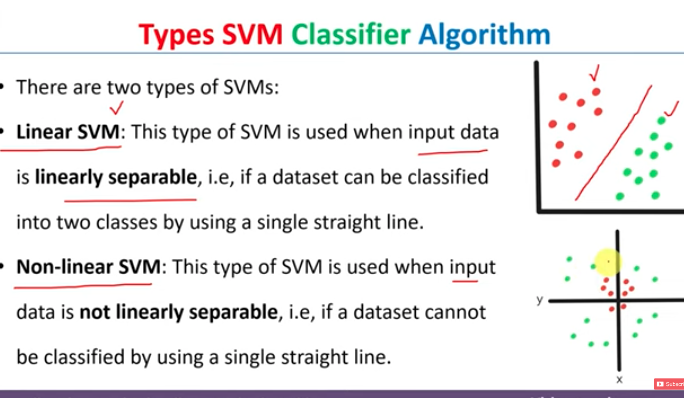 Types SVM Classifier Algorithm
• There are two types of SVMs:
• Linear SVM: This type of SVM is used when input data
is linearly separable, i.e, if a dataset can be classified
into two classes by using a single straight line.
• Non-linear SVM: This type of SVM is used when input
data is not linearly separable, i.e, if a dataset cannot
be classified by using a single straight line.
y
x